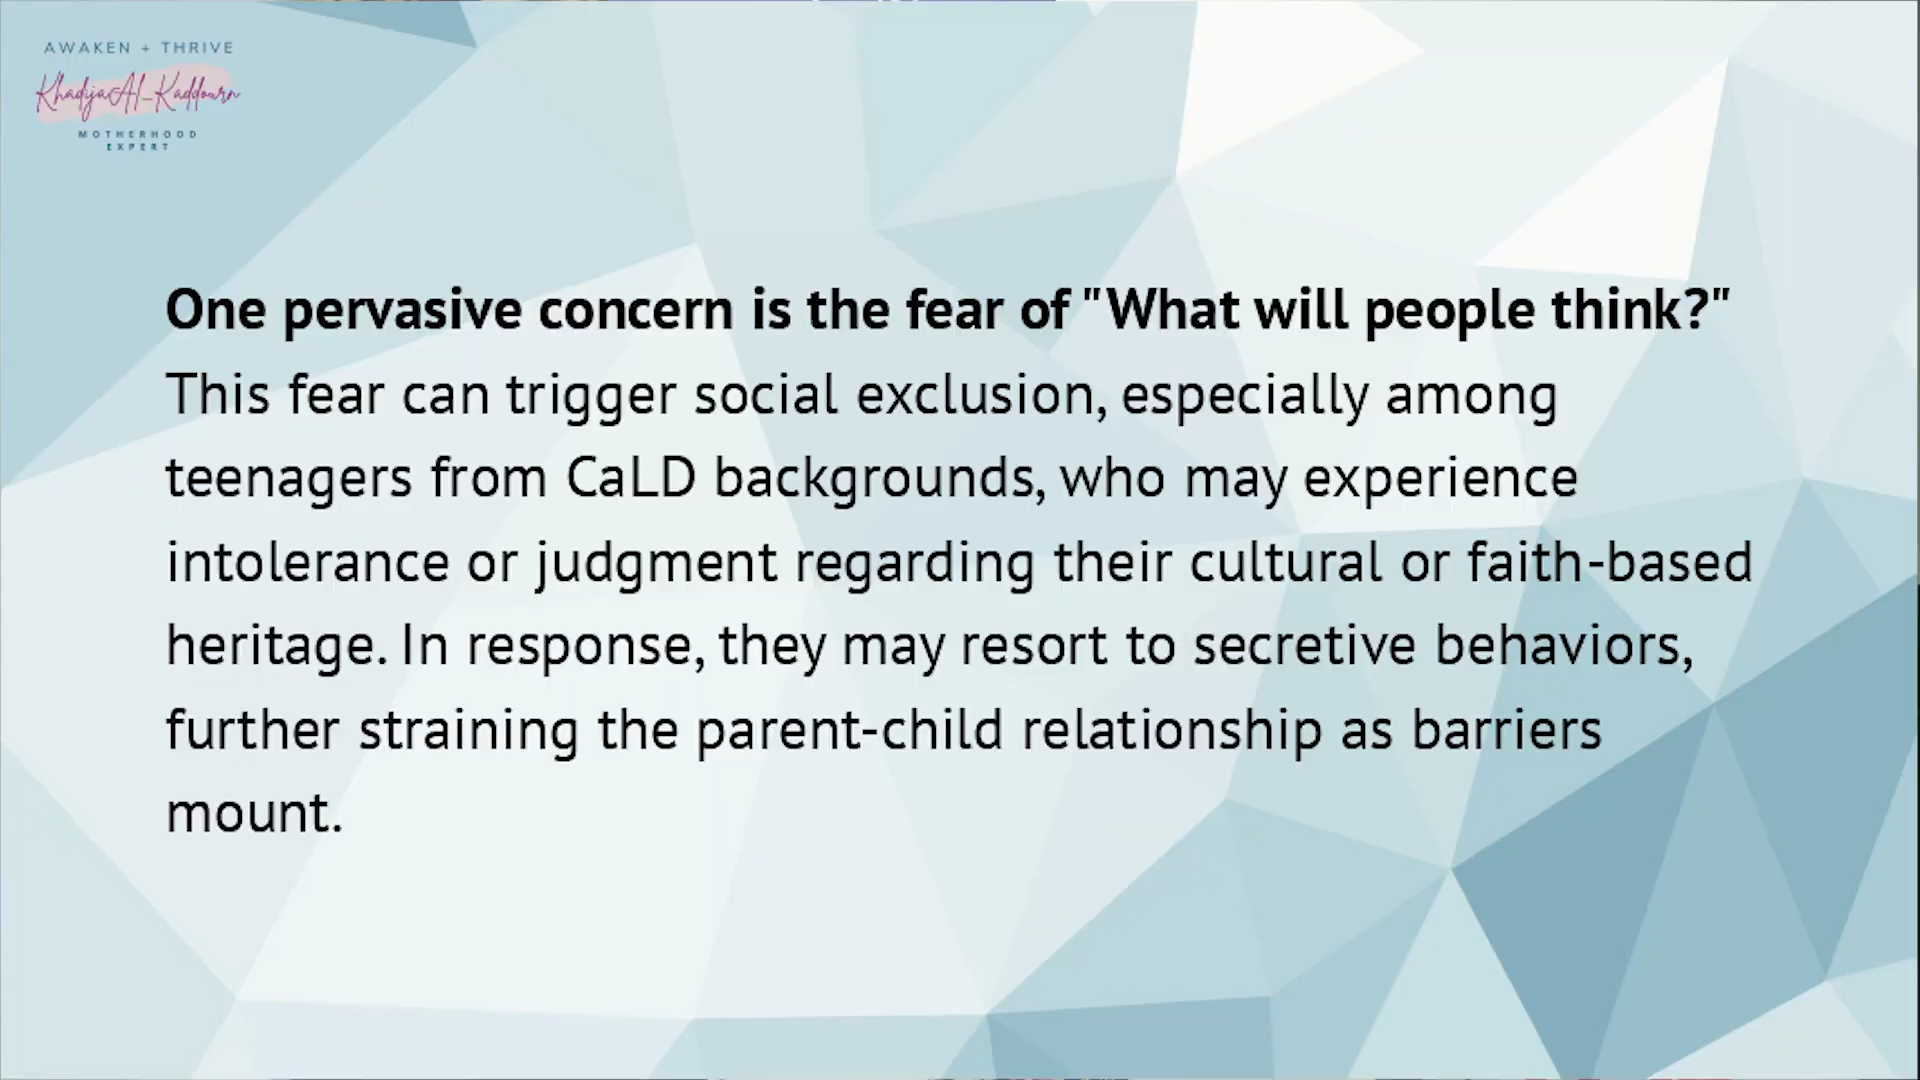 AWAKEN + THRIVE
Khadija Al-Kaddourn
MOTHERHOOD
EXPERT
One pervasive concern is the fear of "What will people think?"
This fear can trigger social exclusion, especially among
teenagers from CaLD backgrounds, who may experience
intolerance or judgment regarding their cultural or faith-based
heritage. In response, they may resort to secretive behaviors,
further straining the parent-child relationship as barriers
mount.